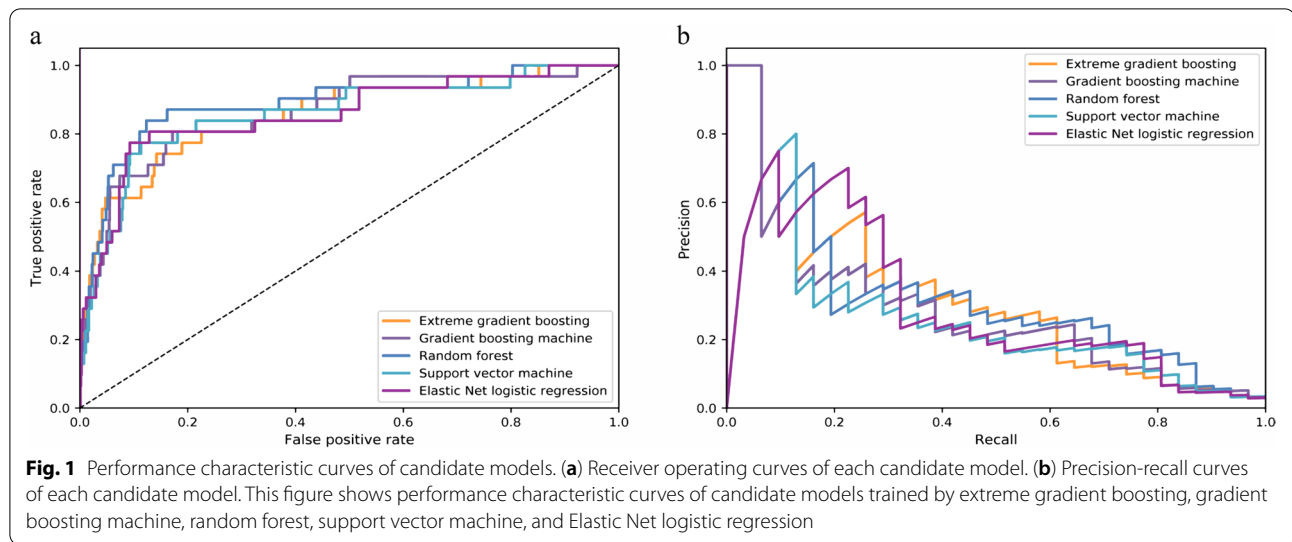 a
1.0
0.8
0.6
0.4
0.2
0.0
True positive rate
0.0 0.2 0.4 0.6 0.8 1.0
False positive rate
Extreme gradient boosting
Gradient boosting machine
Random forest
Support vector machine
Elastic Net logistic regression
b
1.0
0.8
0.6
0.4
0.2
0.0
Precision
0.0 0.2 0.4 0.6 0.8 1.0
Recall
Extreme gradient boosting
Gradient boosting machine
Random forest
Support vector machine
Elastic Net logistic regression
Fig. 1 Performance characteristic curves of candidate models. (a) Receiver operating curves of each candidate model. (b) Precision-recall curves
of each candidate model. This figure shows performance characteristic curves of candidate models trained by extreme gradient boosting, gradient
boosting machine, random forest, support vector machine, and Elastic Net logistic regression